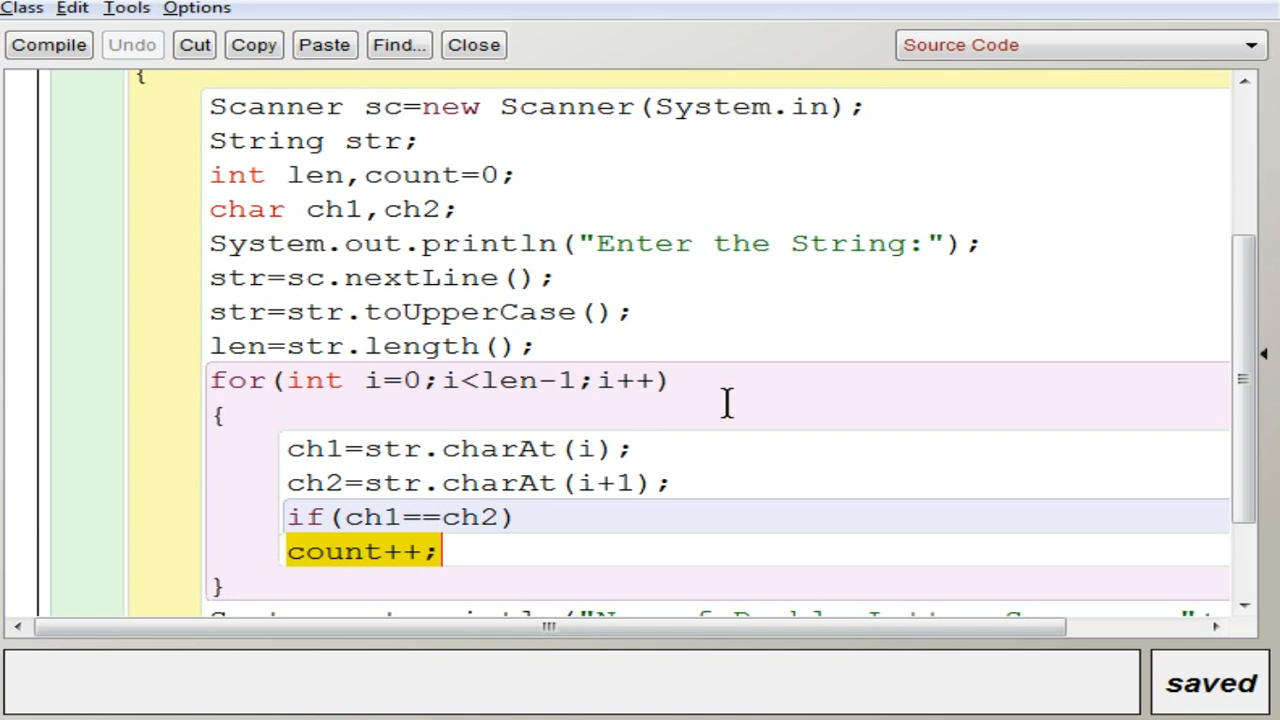 Class Edit Tools Options
Compile Undo Cut Copy Paste Find... Close Source Code
{
Scanner sc=new Scanner(System.in);
String str;
int len,count=0;
char ch1,ch2;
System.out.println("Enter the String:");
str=sc.nextLine();
str=str.toUpperCase();
len=str.length();
for(int i=0;i<len-1;i++)
{
ch1=str.charAt(i);
ch2=str.charAt(i+1);
if(ch1==ch2)
count++;
}
saved